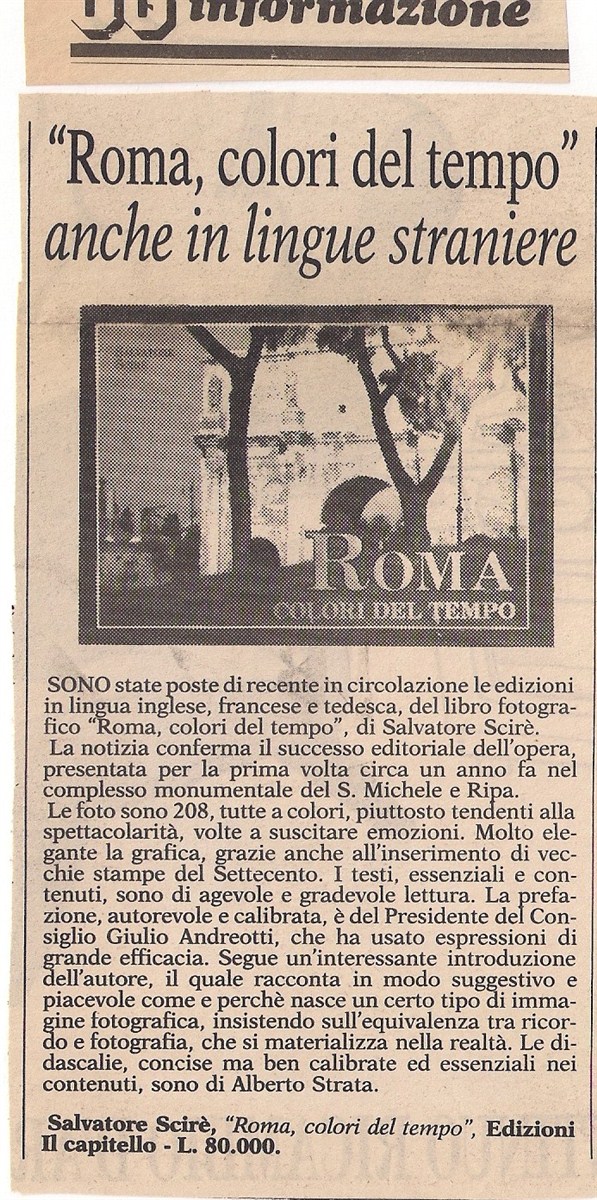 informazione
"Roma, colori del tempo"
anche in lingue straniere
SALVATORE
SCIRÈ
ROMA
COLORI DEL TEMPO
SONO state poste di recente in circolazione le edizioni
in lingua inglese, francese e tedesca, del libro fotogra-
fico "Roma, colori del tempo", di Salvatore Scirè.
La notizia conferma il successo editoriale dell'opera,
presentata per la prima volta circa un anno fa nel
complesso monumentale del S. Michele e Ripa.
Le foto sono 208, tutte a colori, piuttosto tendenti alla
spettacolarità, volte a suscitare emozioni. Molto ele-
gante la grafica, grazie anche all'inserimento di vec-
chie stampe del Settecento. I testi, essenziali e con-
tenuti, sono di agevole e gradevole lettura. La prefa-
zione, autorevole e calibrata, è del Presidente del Con-
siglio Giulio Andreotti, che ha usato espressioni di
grande efficacia. Segue un'interessante introduzione
dell'autore, il quale racconta in modo suggestivo e
piacevole come e perchè nasce un certo tipo di imma-
gine fotografica, insistendo sull'equivalenza tra ricor-
do e fotografia, che si materializza nella realtà. Le di-
dascalie, concise ma ben calibrate ed essenziali nei
contenuti, sono di Alberto Strata.
Salvatore Scirè, "Roma, colori del tempo", Edizioni
Il capitello - L. 80.000.